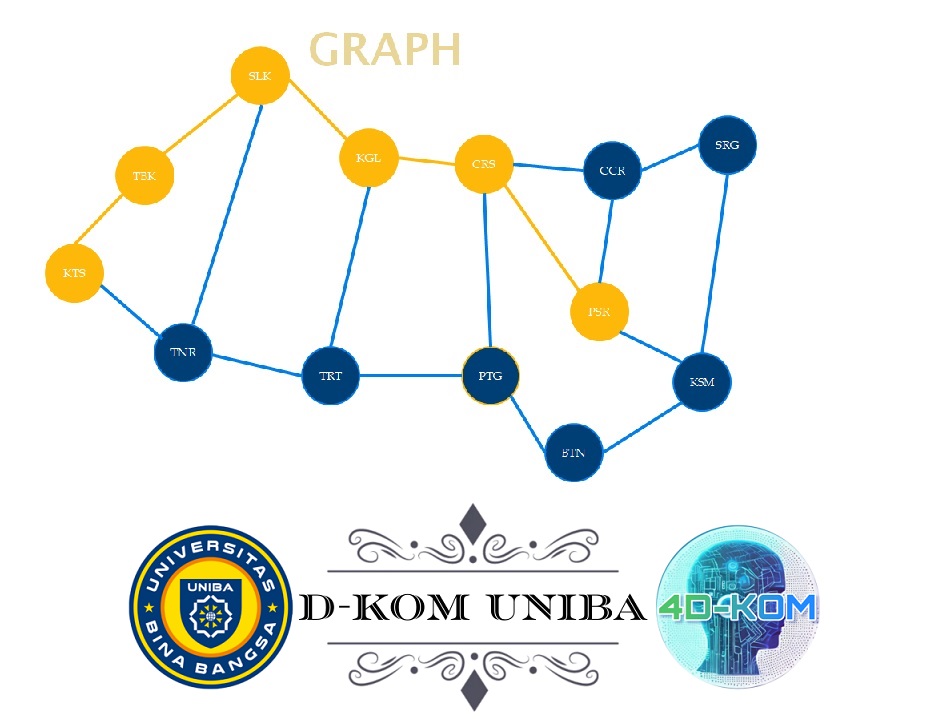 GRAPH
SLK
SRG
KGL
CRS
CCR
TBK
KTS
PSR
TNR
TRT
PTG
KSM
BTN
UNIVERSITAS
UNIBA
BINA BANGSA
D-KOM UNIBA
4D-KOM